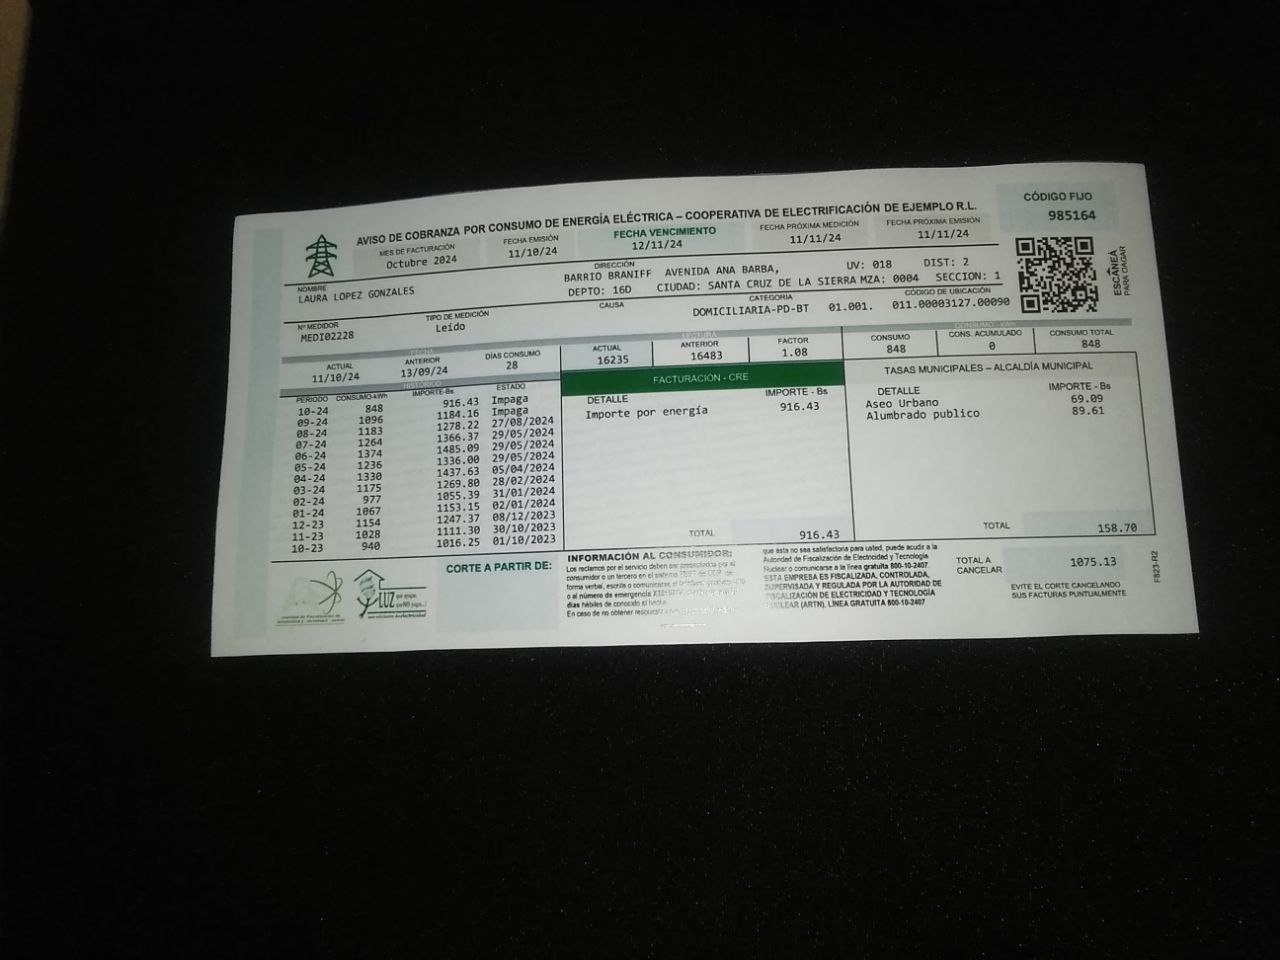 AVISO DE COBRANZA POR CONSUMO DE ENERGÍA ELÉCTRICA – COOPERATIVA DE ELECTRIFICACIÓN DE EJEMPLO R.L.
CÓDIGO FIJO
985164
MES DE FACTURACIÓN
Octubre 2024
FECHA EMISIÓN
11/10/24
FECHA VENCIMIENTO
12/11/24
FECHA PRÓXIMA MEDICIÓN
11/11/24
FECHA PRÓXIMA EMISIÓN
11/11/24
NOMBRE
LAURA LOPEZ GONZALES
DIRECCIÓN
BARRIO BRANIFF AVENIDA ANA BARBA, UV: 018 DIST: 2
DEPTO: 16D CIUDAD: SANTA CRUZ DE LA SIERRA MZA: 0004 SECCION: 1
ESCANEA
PARA PAGAR
Nº MEDIDOR
MEDI02228
TIPO DE MEDICIÓN
Leído
CAUSA
CATEGORÍA
DOMICILIARIA-PD-BT
CÓDIGO DE UBICACIÓN
01.001. 011.00003127.00090
FECHA
ACTUAL
11/10/24
ANTERIOR
13/09/24
DÍAS CONSUMO
28
LECTURA
ACTUAL
16235
ANTERIOR
16483
FACTOR
1.08
CONSUMO
848
CONS. ACUMULADO
0
CONSUMO TOTAL
848
HISTÓRICO
PERIODO CONSUMO-kWh IMPORTE-Bs ESTADO
10-24 848 916.43 Impaga
09-24 1096 1184.16 Impaga
08-24 1183 1278.22 27/08/2024
07-24 1264 1366.37 29/05/2024
06-24 1374 1485.09 29/05/2024
05-24 1236 1336.00 29/05/2024
04-24 1330 1437.63 05/04/2024
03-24 1175 1269.80 28/02/2024
02-24 977 1055.39 31/01/2024
01-24 1067 1153.15 02/01/2024
12-23 1154 1247.37 08/12/2023
11-23 1028 1111.30 30/10/2023
10-23 940 1016.25 01/10/2023
FACTURACIÓN - CRE
DETALLE IMPORTE - Bs
Importe por energía 916.43
TOTAL 916.43
TASAS MUNICIPALES – ALCALDÍA MUNICIPAL
DETALLE IMPORTE - Bs
Aseo Urbano 69.09
Alumbrado publico 89.61
TOTAL 158.70
LUZ
CORTE A PARTIR DE:
INFORMACIÓN AL CONSUMIDOR:
Los reclamos por el servicio deben ser presentados por el
consumidor o un tercero en el sistema
forma verbal, escrita o comunicarse
o al número de emergencia
días hábiles de conocido el hecho
En caso de no obtener respuesta
que ésta no sea satisfactoria para usted, puede acudir a la
Autoridad de Fiscalización de Electricidad y Tecnología
Nuclear o comunicarse a la línea gratuita 800-10-2407.
ESTA EMPRESA ES FISCALIZADA, CONTROLADA,
SUPERVISADA Y REGULADA POR LA AUTORIDAD DE
FISCALIZACIÓN DE ELECTRICIDAD Y TECNOLOGÍA
NUCLEAR (ARTN), LÍNEA GRATUITA 800-10-2407
TOTAL A
CANCELAR
1075.13
EVITE EL CORTE CANCELANDO
SUS FACTURAS PUNTUALMENTE
F823-R2